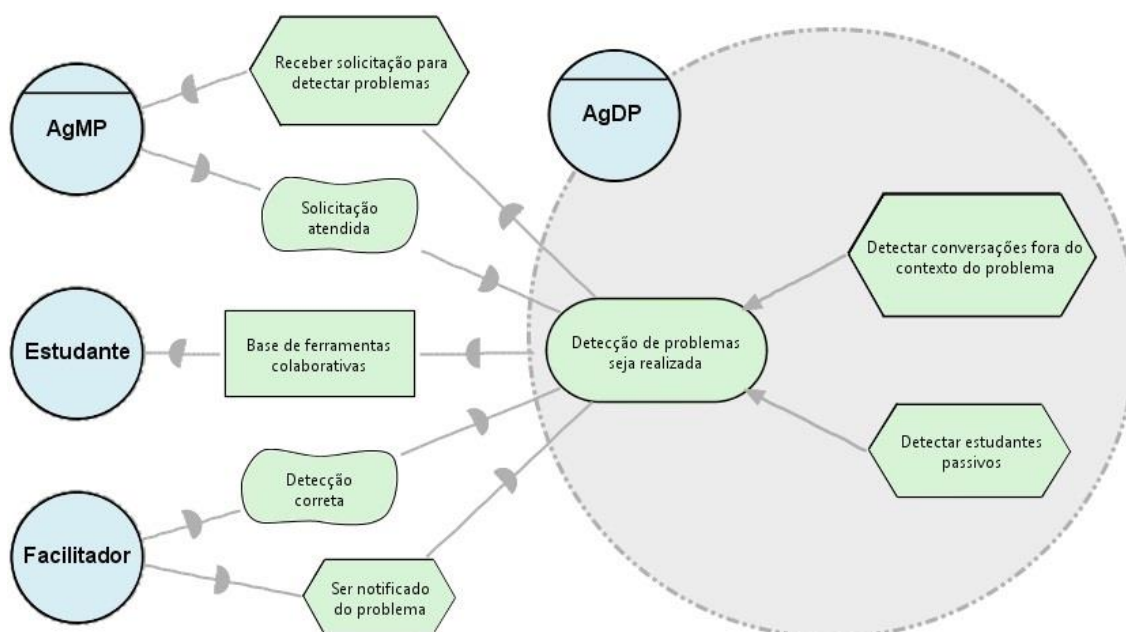 Receber solicitação para
detectar problemas
AgMP
AgDP
Solicitação
atendida
Detectar conversações fora do
contexto do problema
Estudante
Base de ferramentas
colaborativas
Detecção de problemas
seja realizada
Detectar estudantes
passivos
Detecção
correta
Facilitador
Ser notificado
do problema